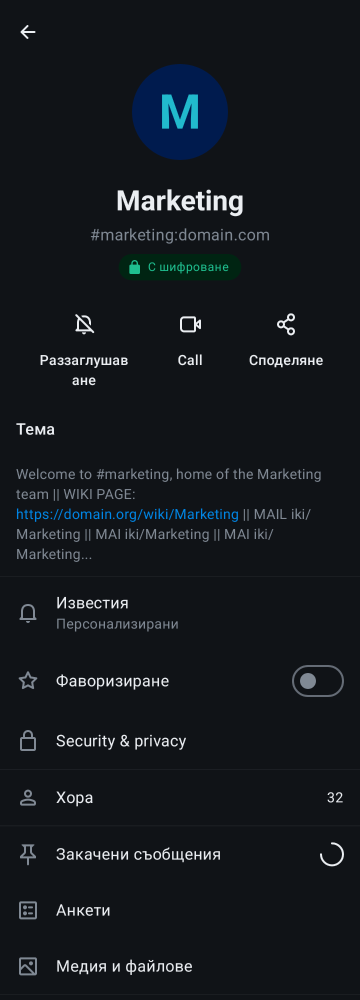 M
Marketing
#marketing:domain.com
С шифроване
Раззаглушав
ане
Call
Споделяне
Тема
Welcome to #marketing, home of the Marketing
team || WIKI PAGE:
https://domain.org/wiki/Marketing || MAIL iki/
Marketing || MAI iki/Marketing || MAI iki/
Marketing...
Известия
Персонализирани
Фаворизиране
Security & privacy
Хора
32
Закачени съобщения
Анкети
Медия и файлове